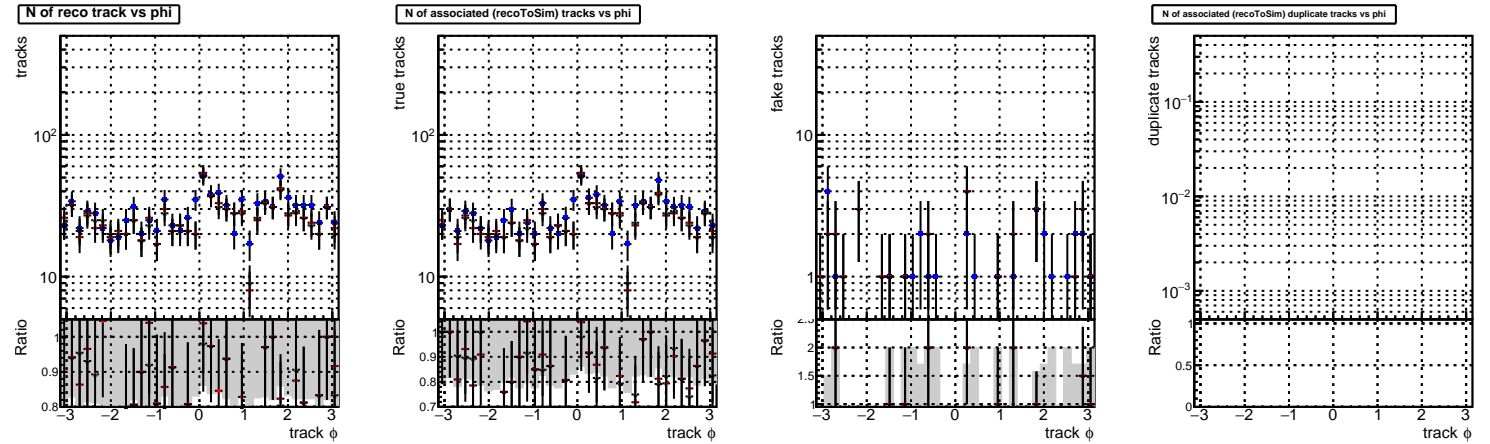 N of reco track vs phi
tracks
10²
10
Ratio
1
0.9
0.8
−3 −2 −1 0 1 2 3
track ϕ
N of associated (recoToSim) tracks vs phi
true tracks
10²
10
Ratio
1
0.9
0.8
0.7
−3 −2 −1 0 1 2 3
track ϕ
fake tracks
10
1
Ratio
2.5
2
1.5
1
−3 −2 −1 0 1 2 3
track ϕ
N of associated (recoToSim) duplicate tracks vs phi
duplicate tracks
10⁻¹
10⁻²
10⁻³
Ratio
1
0.5
0
−3 −2 −1 0 1 2 3
track ϕ